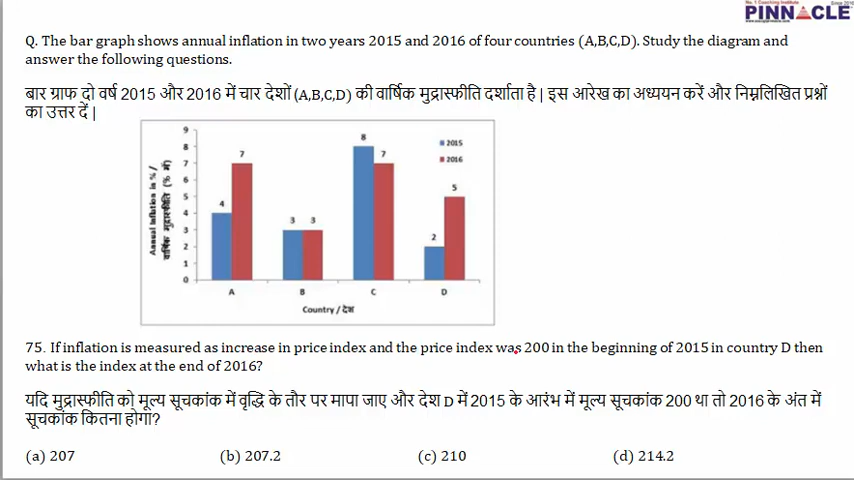 No. 1 Coaching Institute
PINNACLE
Q. The bar graph shows annual inflation in two years 2015 and 2016 of four countries (A,B,C,D). Study the diagram and
answer the following questions.
बार ग्राफ दो वर्ष 2015 और 2016 में चार देशों (A,B,C,D) की वार्षिक मुद्रास्फीति दर्शाता है | इस आरेख का अध्ययन करें और निम्नलिखित प्रश्नों
का उत्तर दें |
Annual Inflation in % /
वार्षिक मुद्रास्फीति (% में)
9
8
7
6
5
4
3
2
1
0
4
7
3
3
8
7
2
5
2015
2016
A
B
C
D
Country / देश
75. If inflation is measured as increase in price index and the price index was 200 in the beginning of 2015 in country D then
what is the index at the end of 2016?
यदि मुद्रास्फीति को मूल्य सूचकांक में वृद्धि के तौर पर मापा जाए और देश D में 2015 के आरंभ में मूल्य सूचकांक 200 था तो 2016 के अंत में
सूचकांक कितना होगा?
(a) 207 (b) 207.2 (c) 210 (d) 214.2